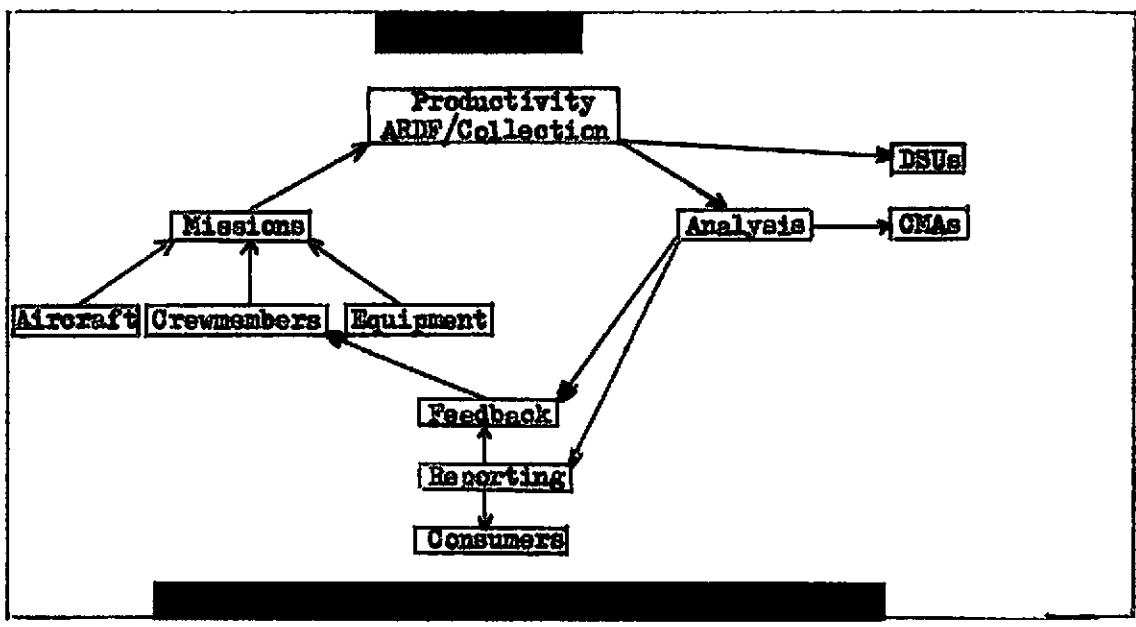 Productivity
ARDF/Collection
DSUs
Missions
Analysis
CMAs
Aircraft
Crewmembers
Equipment
Feedback
Reporting
Consumers